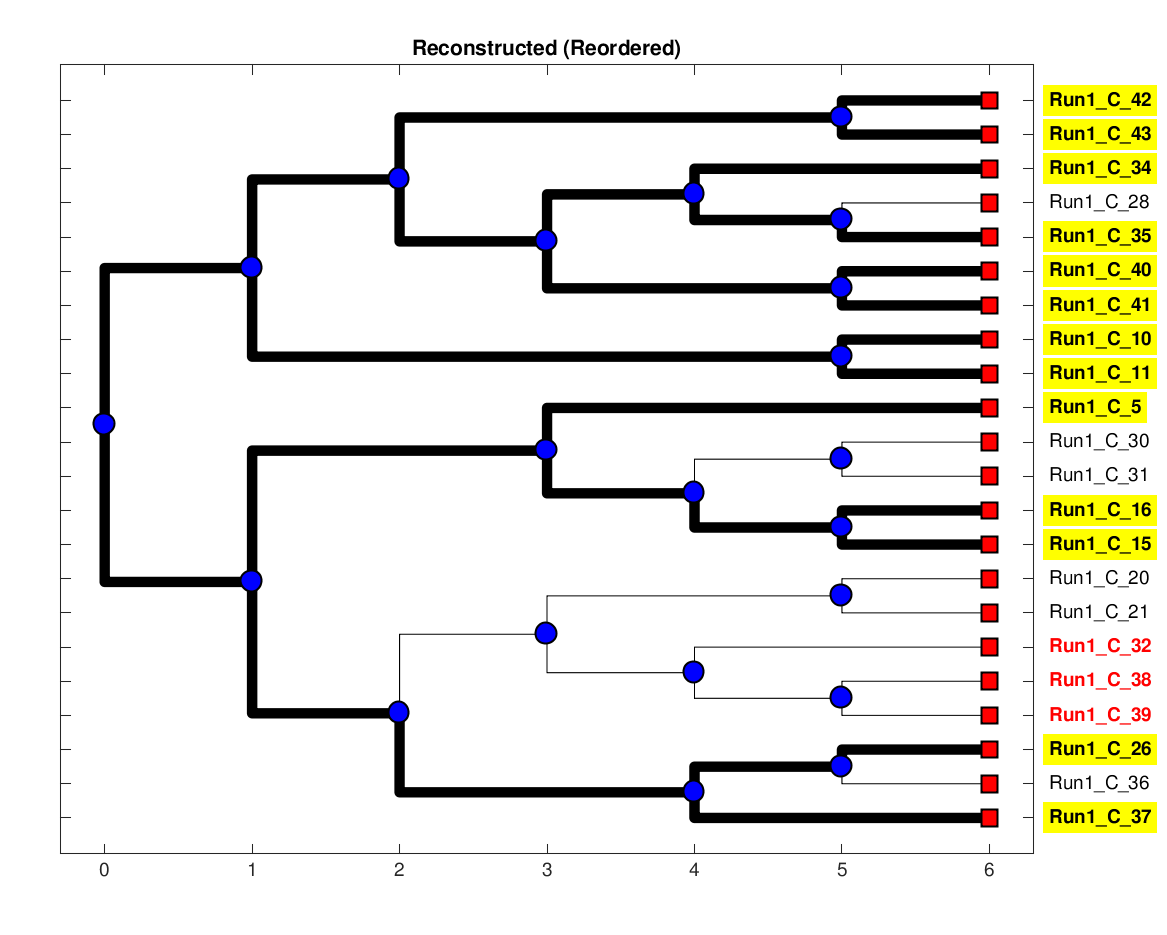 Reconstructed (Reordered)
Run1_C_42
Run1_C_43
Run1_C_34
Run1_C_28
Run1_C_35
Run1_C_40
Run1_C_41
Run1_C_10
Run1_C_11
Run1_C_5
Run1_C_30
Run1_C_31
Run1_C_16
Run1_C_15
Run1_C_20
Run1_C_21
Run1_C_32
Run1_C_38
Run1_C_39
Run1_C_26
Run1_C_36
Run1_C_37
0 1 2 3 4 5 6